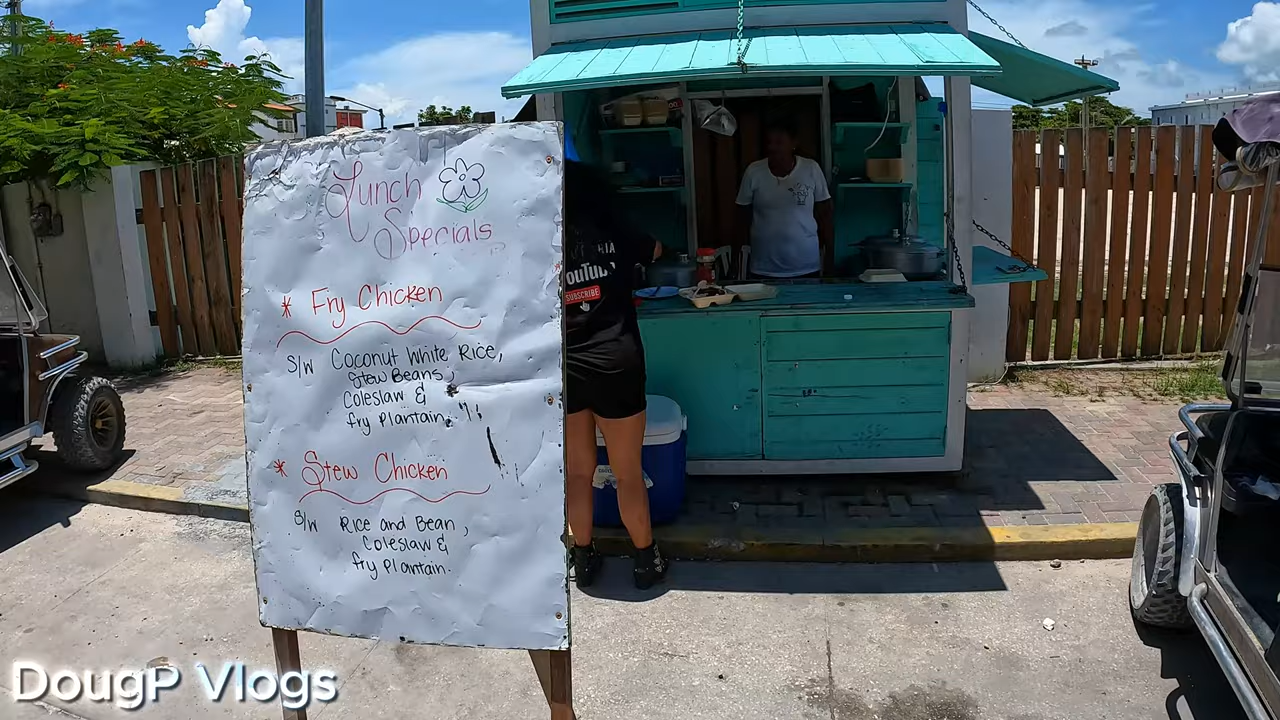 Lunch
Specials
* Fry Chicken
S/W Coconut White Rice,
Stew Beans,
Coleslaw &
fry Plantain.
* Stew Chicken
S/W Rice and Bean,
Coleslaw &
fry Plantain.
YouTube
SUBSCRIBE
DougP Vlogs